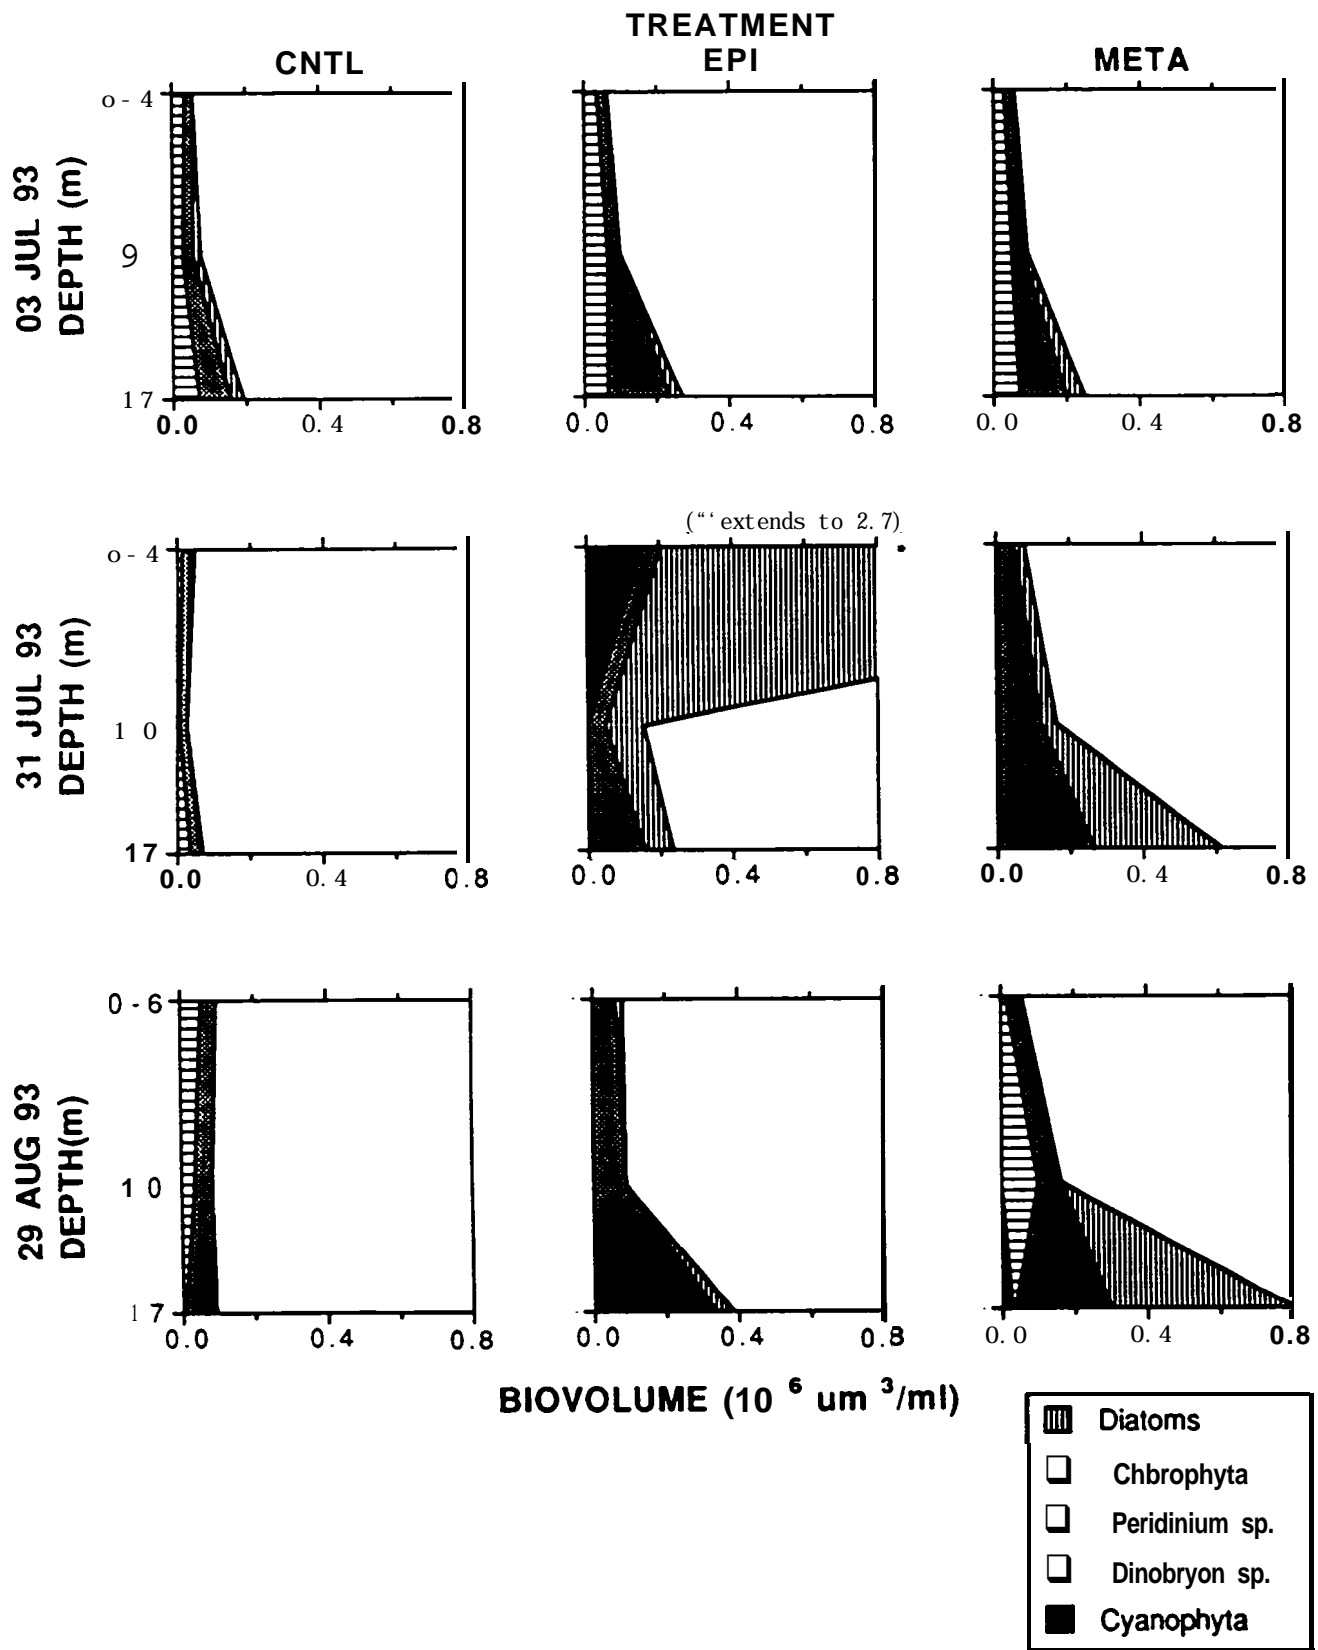 TREATMENT
CNTL EPI META
03 JUL 93
DEPTH (m)
o - 4
9
17
0.0 0.4 0.8
0.0 0.2 0.4 0.8
0.0 0.4 0.8
("‘ extends to 2.7)
31 JUL 93
DEPTH (m)
o - 4
1 0
17
0.0 0.4 0.8
0.0 0.4 0.8
0.0 0.4 0.8
29 AUG 93
DEPTH(m)
0 - 6
1 0
1 7
0.0 0.4 0.8
0.0 0.4 0.8
0.0 0.4 0.8
BIOVOLUME (10 6 um 3/ml)
Diatoms
Chbrophyta
Peridinium sp.
Dinobryon sp.
Cyanophyta